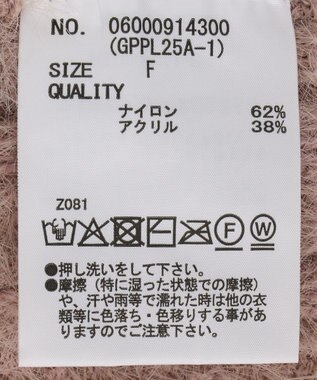 NO. 06000914300
(GPPL25A-1)
SIZE F
QUALITY
ナイロン 62%
アクリル 38%
Z081
F W
●押し洗いをして下さい。
●摩擦（特に湿った状態での摩擦）
や、汗や雨等で濡れた時は他の衣
類等に色落ち・色移りする事があ
りますのでご注意下さい。